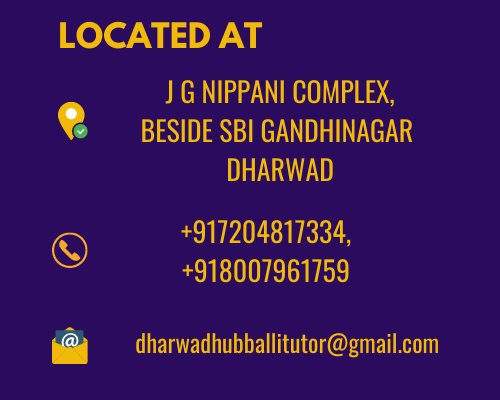 LOCATED AT
J G NIPPANI COMPLEX,
BESIDE SBI GANDHINAGAR
DHARWAD
+917204817334,
+918007961759
@
dharwadhubballitutor@gmail.com